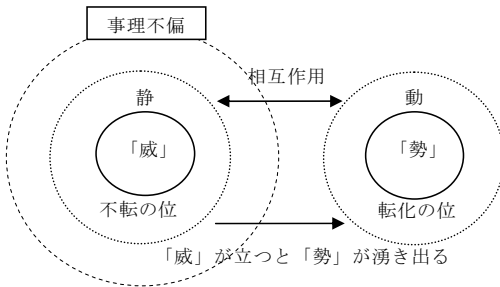 事理不偏
相互作用
静
動
「威」
「勢」
不転の位
転化の位
「威」が立つと「勢」が湧き出る